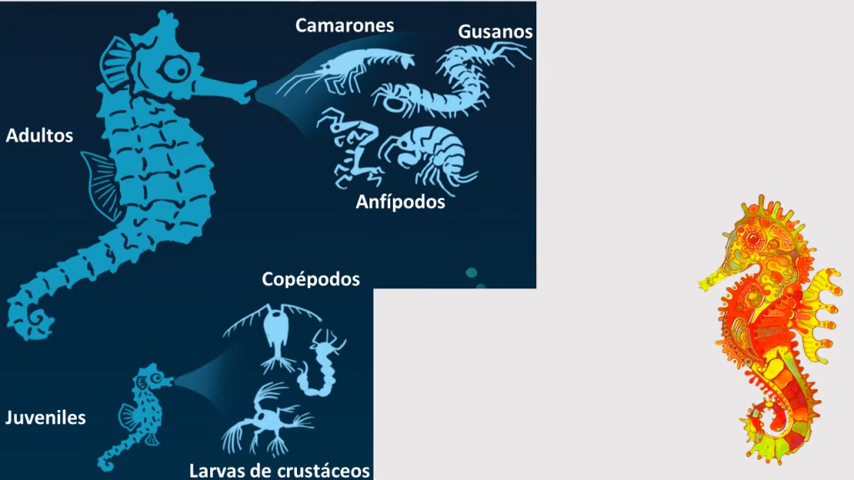 Camarones
Gusanos
Adultos
Anfípodos
Copépodos
Juveniles
Larvas de crustáceos